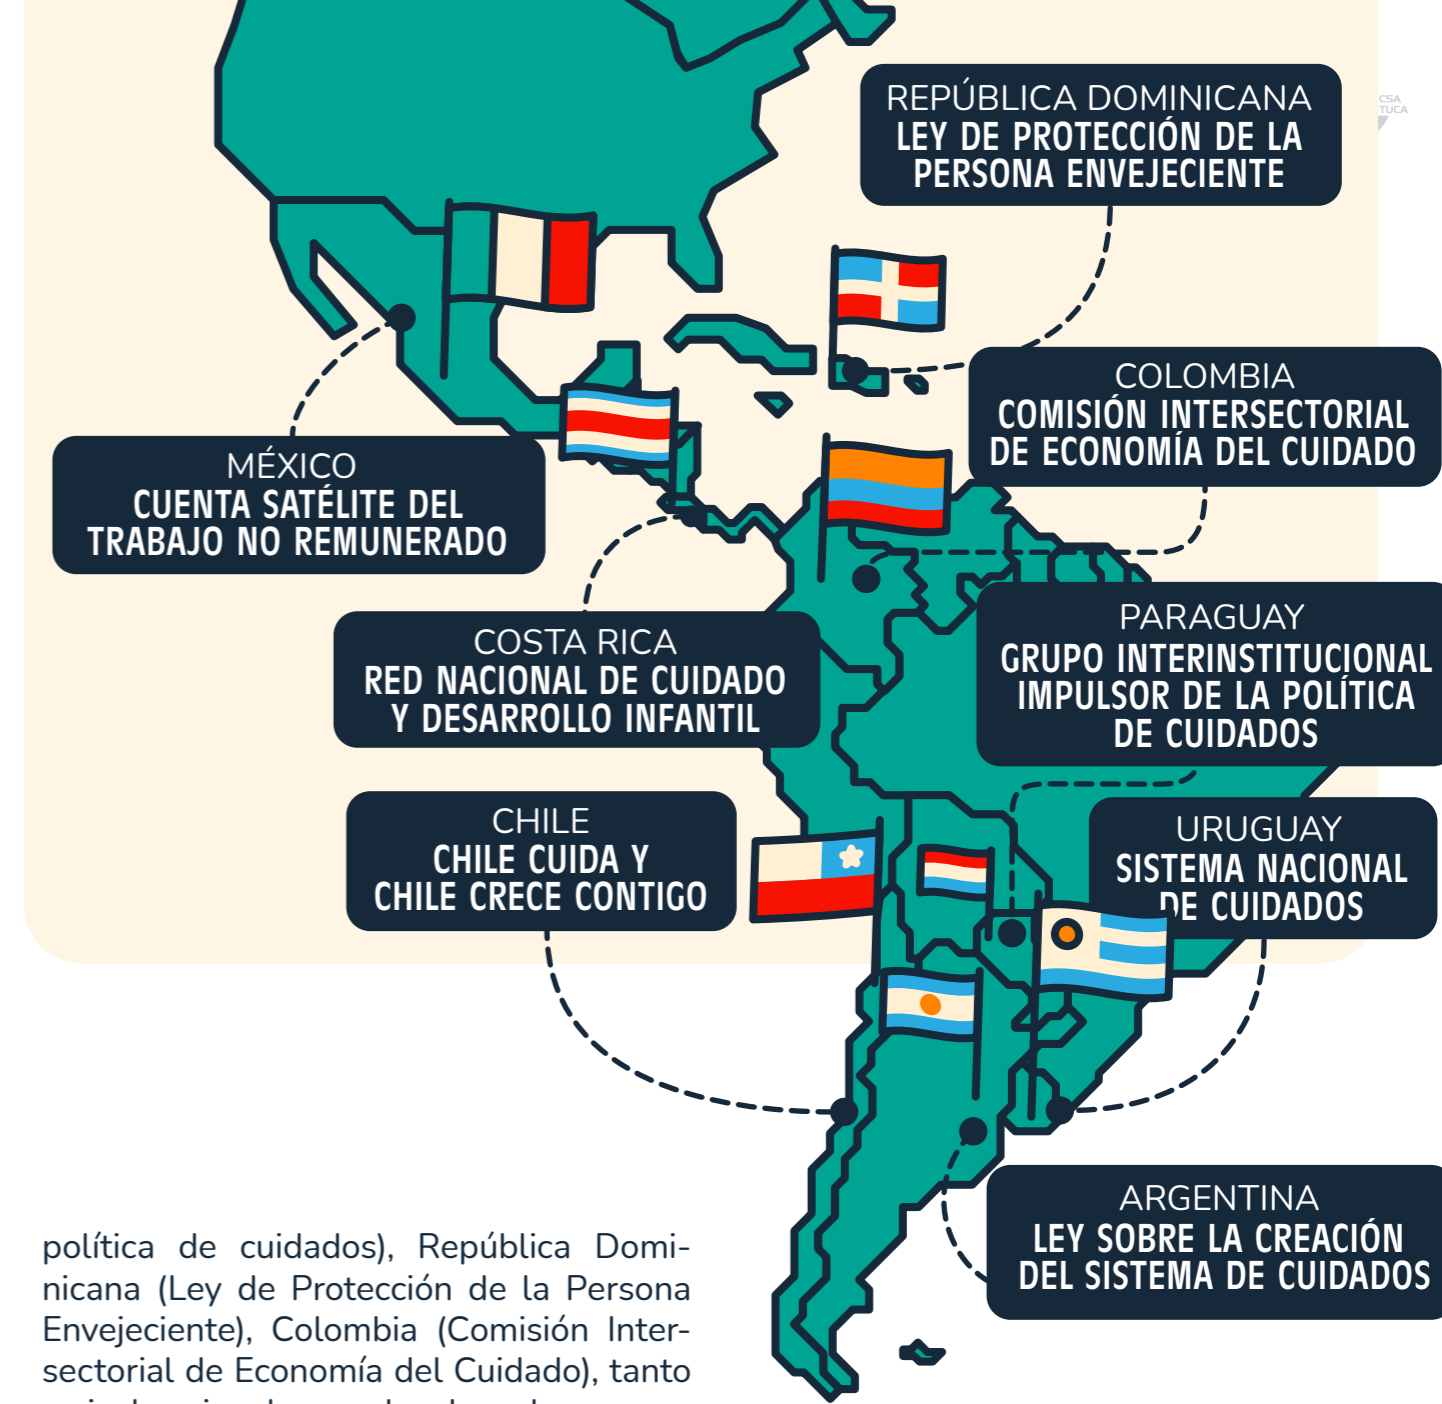 CSA
TUCA
REPÚBLICA DOMINICANA
LEY DE PROTECCIÓN DE LA
PERSONA ENVEJECIENTE
COLOMBIA
COMISIÓN INTERSECTORIAL
DE ECONOMÍA DEL CUIDADO
MÉXICO
CUENTA SATÉLITE DEL
TRABAJO NO REMUNERADO
PARAGUAY
GRUPO INTERINSTITUCIONAL
IMPULSOR DE LA POLÍTICA
DE CUIDADOS
COSTA RICA
RED NACIONAL DE CUIDADO
Y DESARROLLO INFANTIL
CHILE
CHILE CUIDA Y
CHILE CRECE CONTIGO
URUGUAY
SISTEMA NACIONAL
DE CUIDADOS
ARGENTINA
LEY SOBRE LA CREACIÓN
DEL SISTEMA DE CUIDADOS
política de cuidados), República Domi-
nicana (Ley de Protección de la Persona
Envejeciente), Colombia (Comisión Inter-
sectorial de Economía del Cuidado), tanto